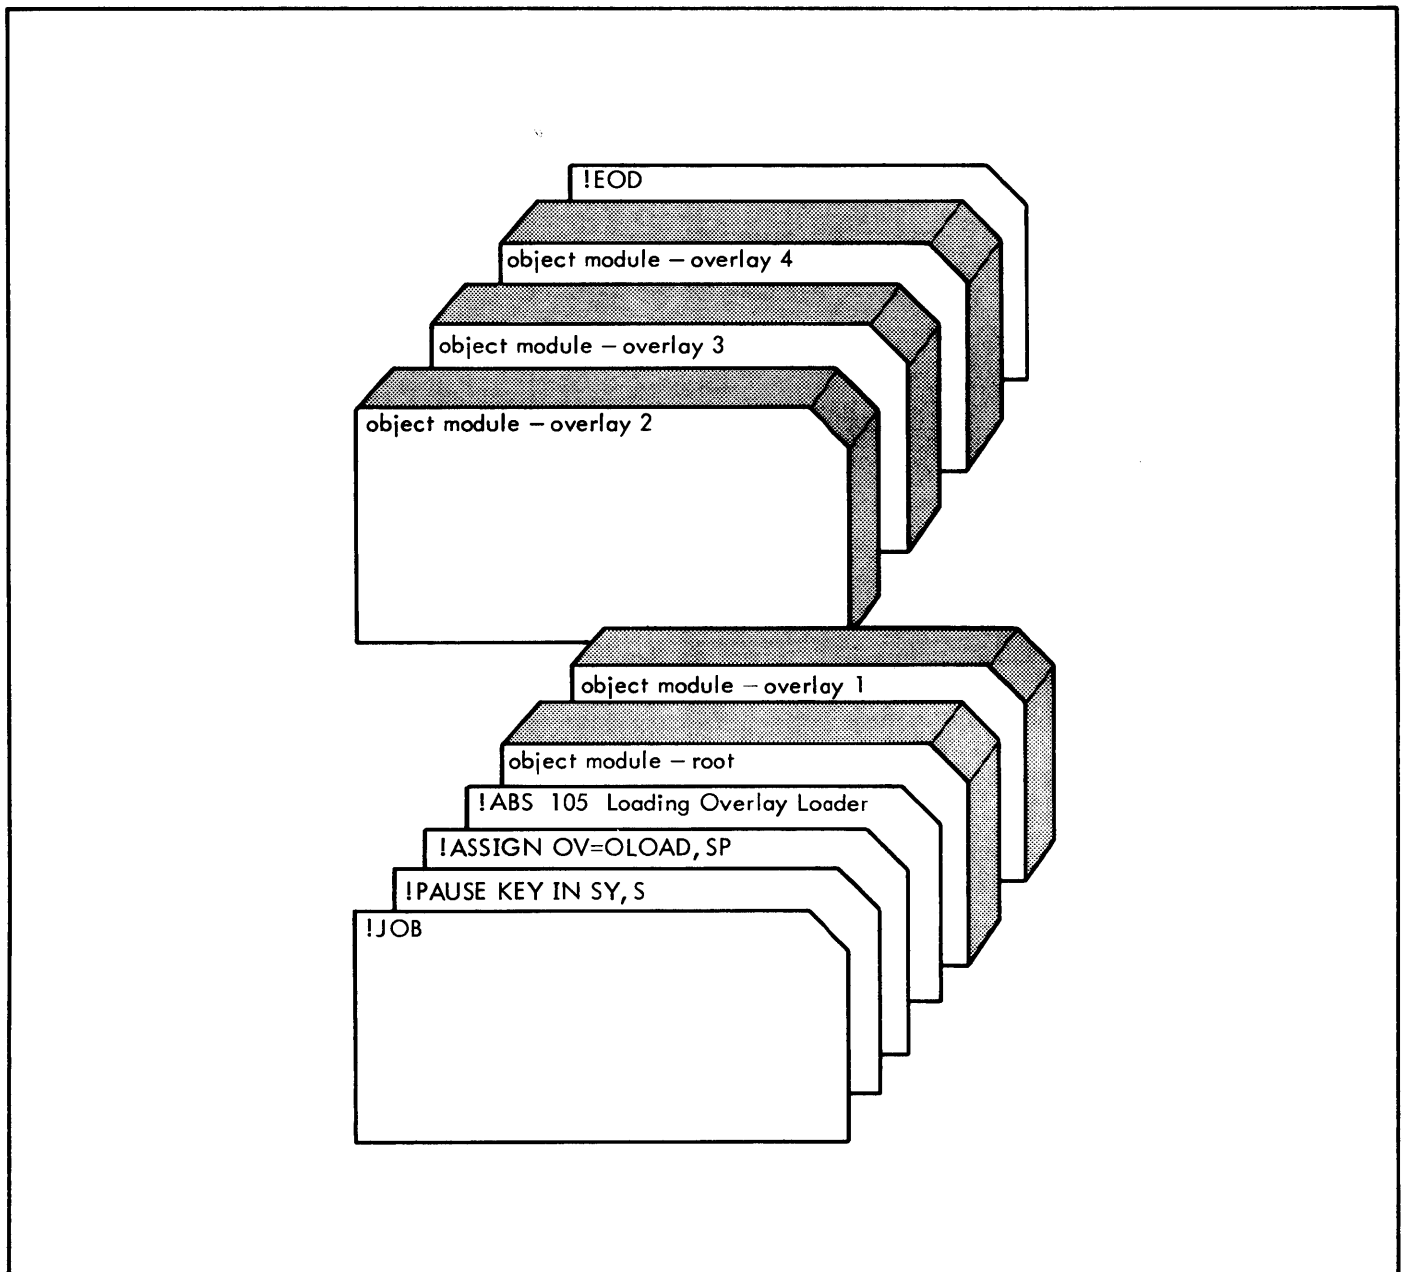 !EOD
object module – overlay 4
object module – overlay 3
object module – overlay 2
object module – overlay 1
object module – root
!ABS 105 Loading Overlay Loader
!ASSIGN OV=OLOAD, SP
!PAUSE KEY IN SY, S
!JOB